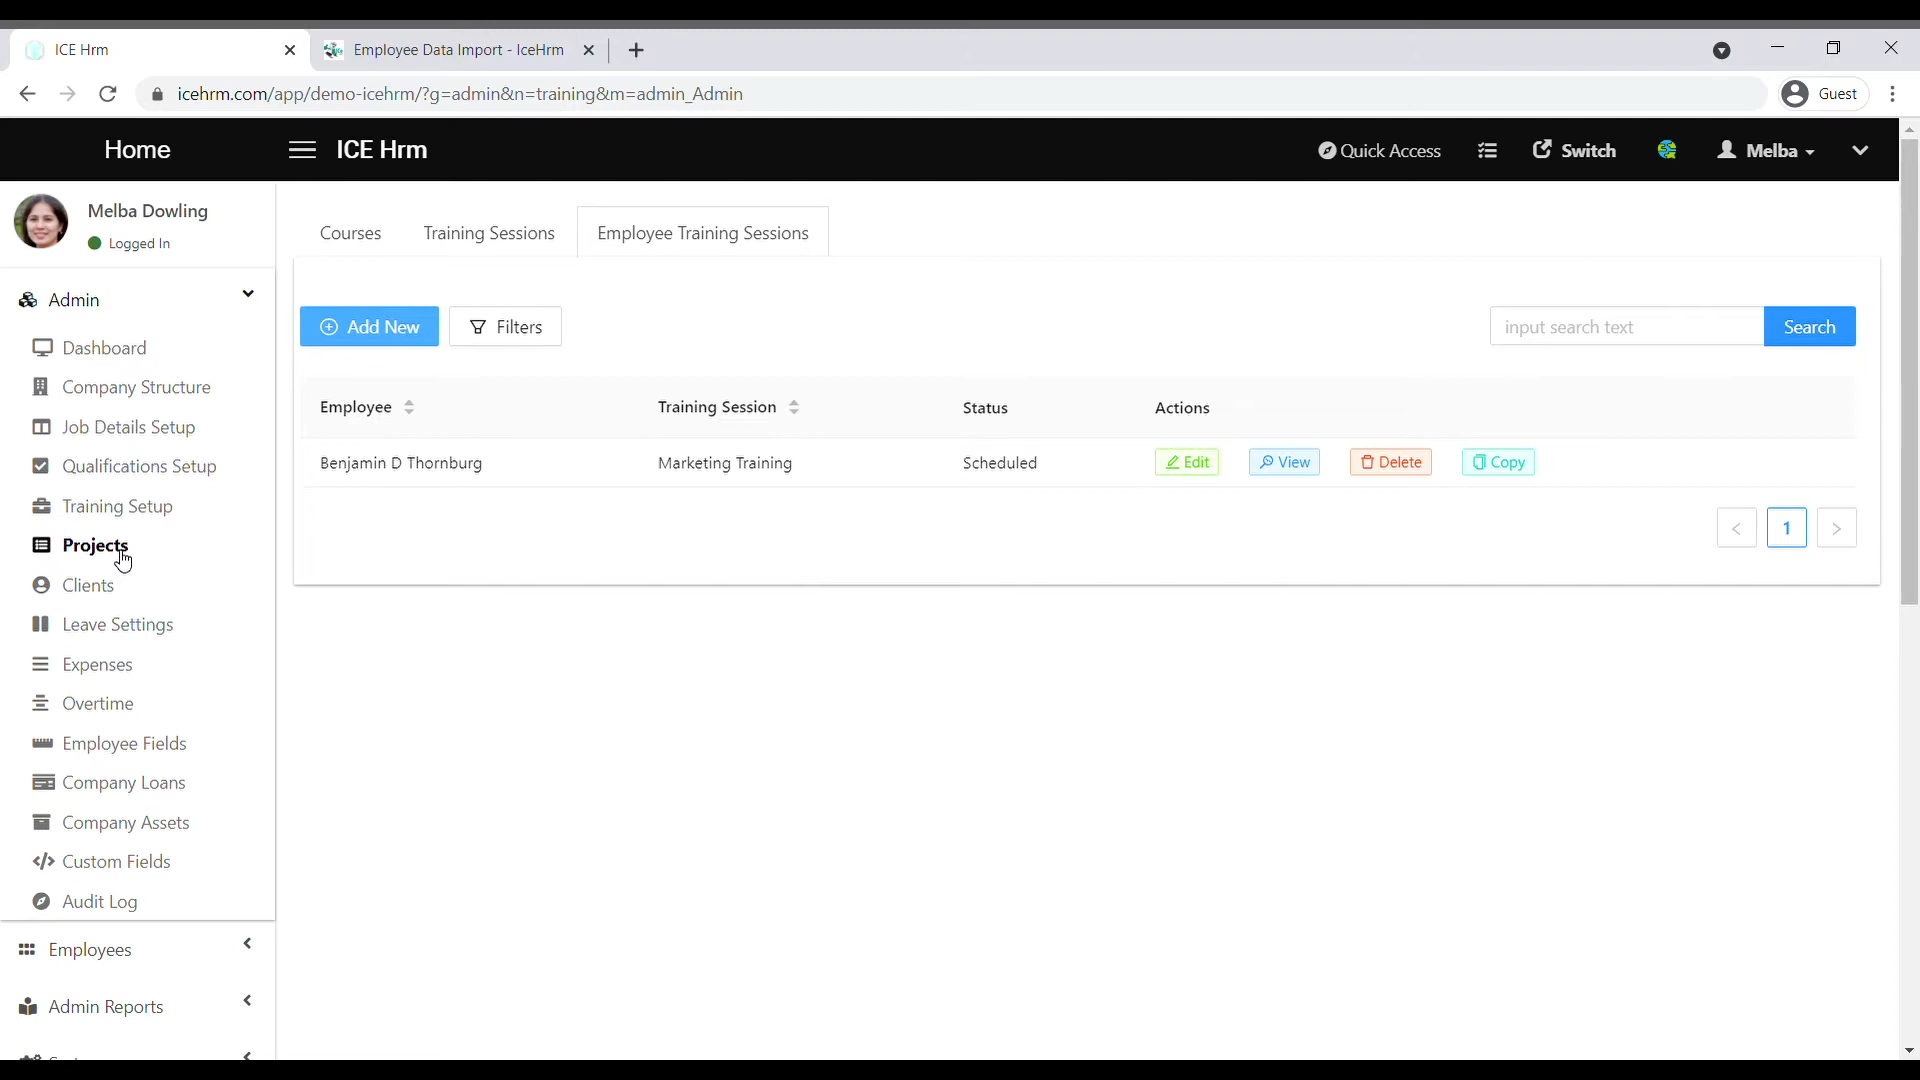 ICE Hrm
Employee Data Import - IceHrm
icehrm.com/app/demo-icehrm/?g=admin&n=training&m=admin_Admin
Guest
Home
ICE Hrm
Quick Access
Switch
Melba
Melba Dowling
Logged In
Courses
Training Sessions
Employee Training Sessions
Admin
Add New
Filters
input search text
Search
Dashboard
Company Structure
Job Details Setup
Qualifications Setup
Training Setup
Projects
Clients
Leave Settings
Expenses
Overtime
Employee Fields
Company Loans
Company Assets
Custom Fields
Audit Log
Employees
Admin Reports
Employee Training Session Status Actions
Benjamin D Thornburg Marketing Training Scheduled Edit View Delete Copy
< 1 >